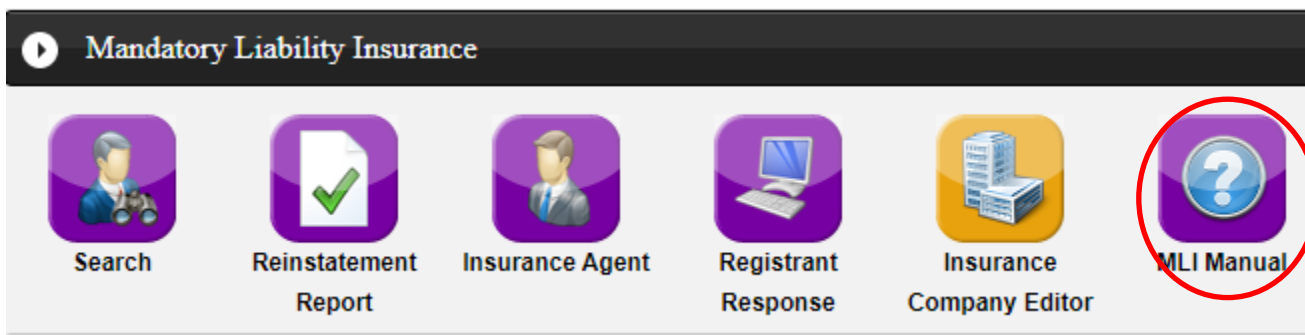 Mandatory Liability Insurance
Search
Reinstatement
Report
Insurance Agent
Registrant
Response
Insurance
Company Editor
?
MLI Manual